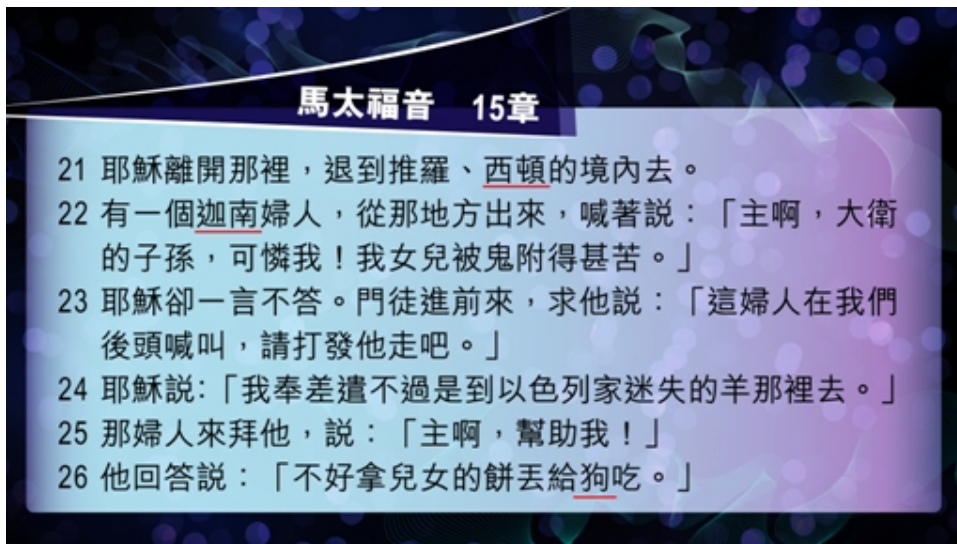 馬太福音　15章
21 耶穌離開那裡，退到推羅、西頓的境內去。
22 有一個迦南婦人，從那地方出來，喊著説：「主啊，大衛
的子孫，可憐我！我女兒被鬼附得甚苦。」
23 耶穌卻一言不答。門徒進前來，求他説：「這婦人在我們
後頭喊叫，請打發他走吧。」
24 耶穌説：「我奉差遣不過是到以色列家迷失的羊那裡去。」
25 那婦人來拜他，説：「主啊，幫助我！」
26 他回答説：「不好拿兒女的餅丟給狗吃。」